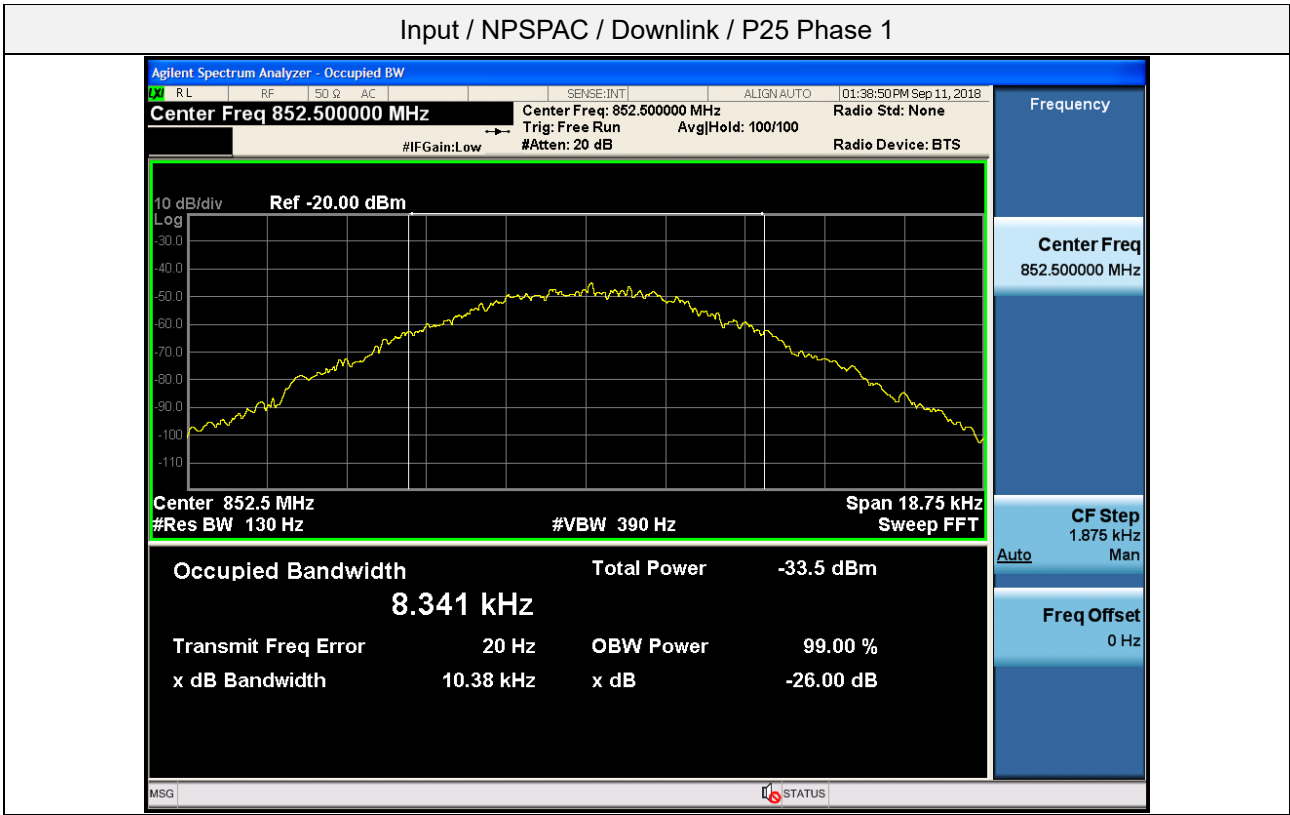 Input / NPSPAC / Downlink / P25 Phase 1
Agilent Spectrum Analyzer - Occupied BW
LXI RL RF 50 Ω AC SENSE:INT ALIGN AUTO 01:38:50 PM Sep 11, 2018
Center Freq 852.500000 MHz Center Freq: 852.500000 MHz Radio Std: None
Trig: Free Run Avg|Hold: 100/100
#IFGain:Low #Atten: 20 dB Radio Device: BTS
Frequency
10 dB/div Ref -20.00 dBm
Log
-30.0
-40.0
-50.0
-60.0
-70.0
-80.0
-90.0
-100
-110
Center 852.5 MHz Span 18.75 kHz
#Res BW 130 Hz #VBW 390 Hz Sweep FFT
Occupied Bandwidth Total Power -33.5 dBm
8.341 kHz
Transmit Freq Error 20 Hz OBW Power 99.00 %
x dB Bandwidth 10.38 kHz x dB -26.00 dB
Center Freq
852.500000 MHz
CF Step
1.875 kHz
Auto Man
Freq Offset
0 Hz
MSG STATUS